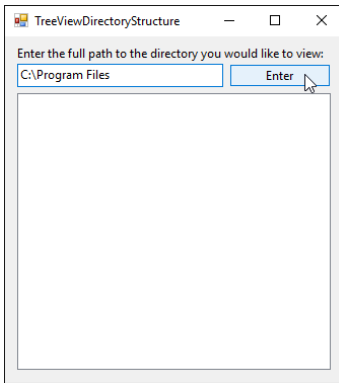 TreeViewDirectoryStructure
Enter the full path to the directory you would like to view:
C:\Program Files
Enter